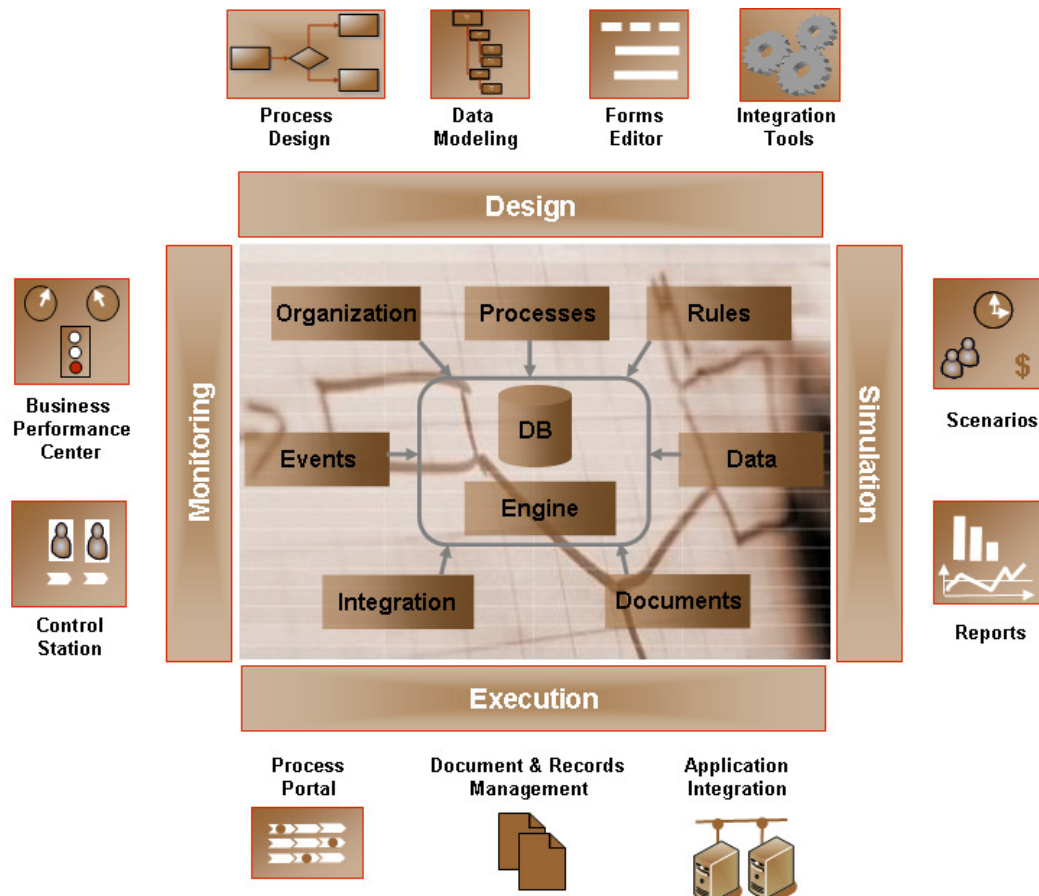 Process
Design
Data
Modeling
Forms
Editor
Integration
Tools
Design
Monitoring
Simulation
Organization
Processes
Rules
DB
Events
Data
Engine
Integration
Documents
Business
Performance
Center
Control
Station
$
Scenarios
Reports
Execution
Process
Portal
Document & Records
Management
Application
Integration